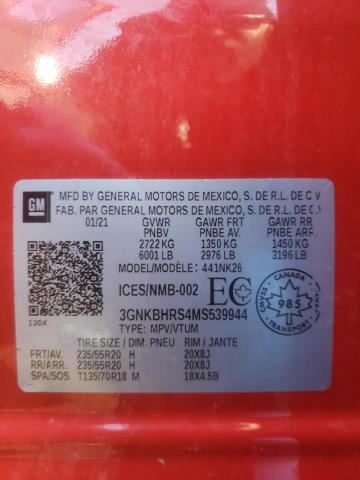 GM
MFD BY GENERAL MOTORS DE MEXICO, S. DE R.L. DE C V
FAB. PAR GENERAL MOTORS DE MEXICO, S. DE R.L. DE C.
01/21 GVWR GAWR FRT GAWR RR
PNBV PNBE AV. PNBE ARR.
2722 KG 1350 KG 1450 KG
6001 LB 2976 LB 3196 LB
MODEL/MODÈLE: 441NK26
ICES/NMB-002 EC
CANADA
CMVSS
985
NSVAC
TRANSPORT
138X
3GNKBHRS4MS539944
TYPE: MPV/VTUM
TIRE SIZE / DIM. PNEU RIM / JANTE
FRT/AV. 235/55R20 H 20X8J
RR/ARR. 235/55R20 H 20X8J
SPA/SOS T135/70R18 M 18X4.5B